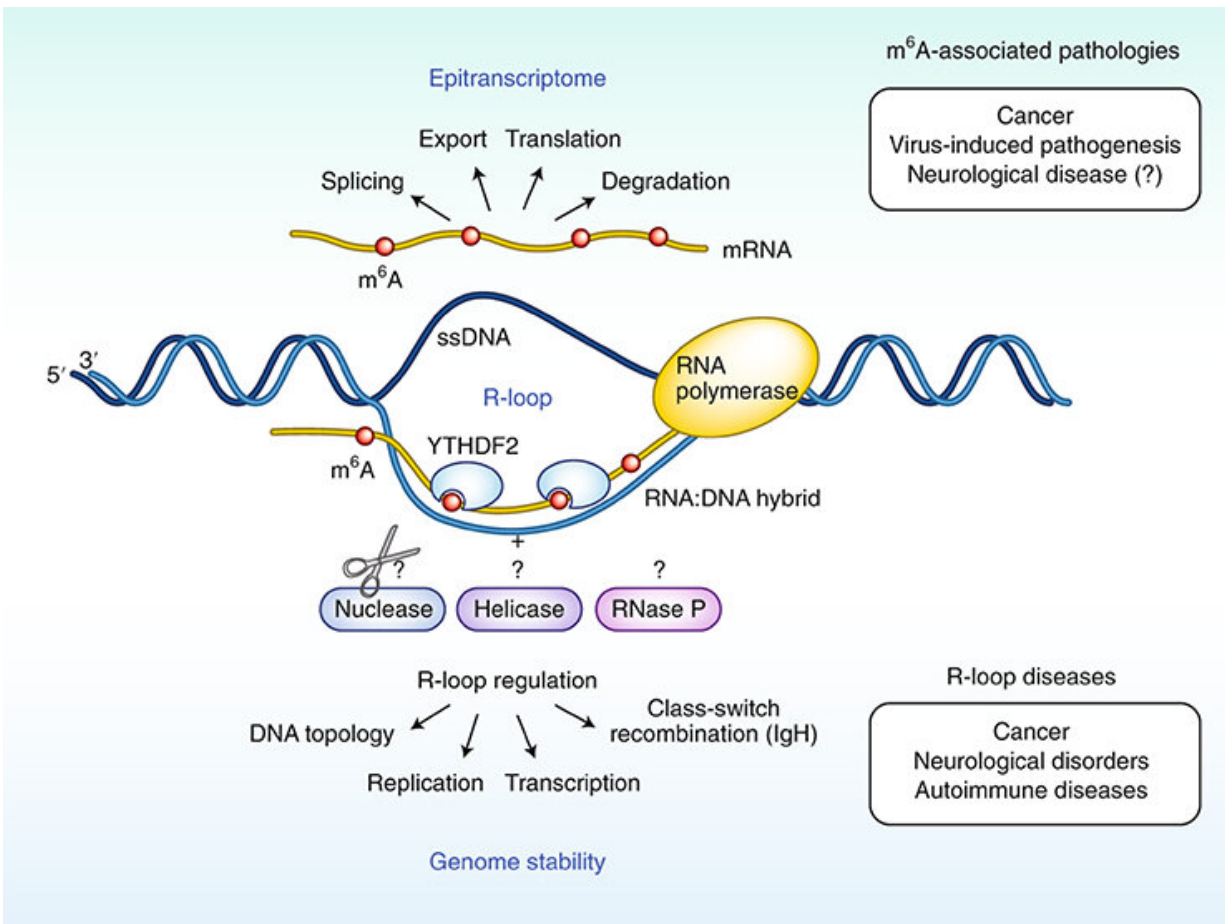 m⁶A-associated pathologies
Cancer
Virus-induced pathogenesis
Neurological disease (?)
Epitranscriptome
Export
Translation
Splicing
Degradation
mRNA
m⁶A
ssDNA
5′
3′
RNA
polymerase
R-loop
YTHDF2
m⁶A
RNA:DNA hybrid
+
?
?
?
Nuclease
Helicase
RNase P
R-loop regulation
DNA topology
Replication
Transcription
Class-switch
recombination (IgH)
Genome stability
R-loop diseases
Cancer
Neurological disorders
Autoimmune diseases